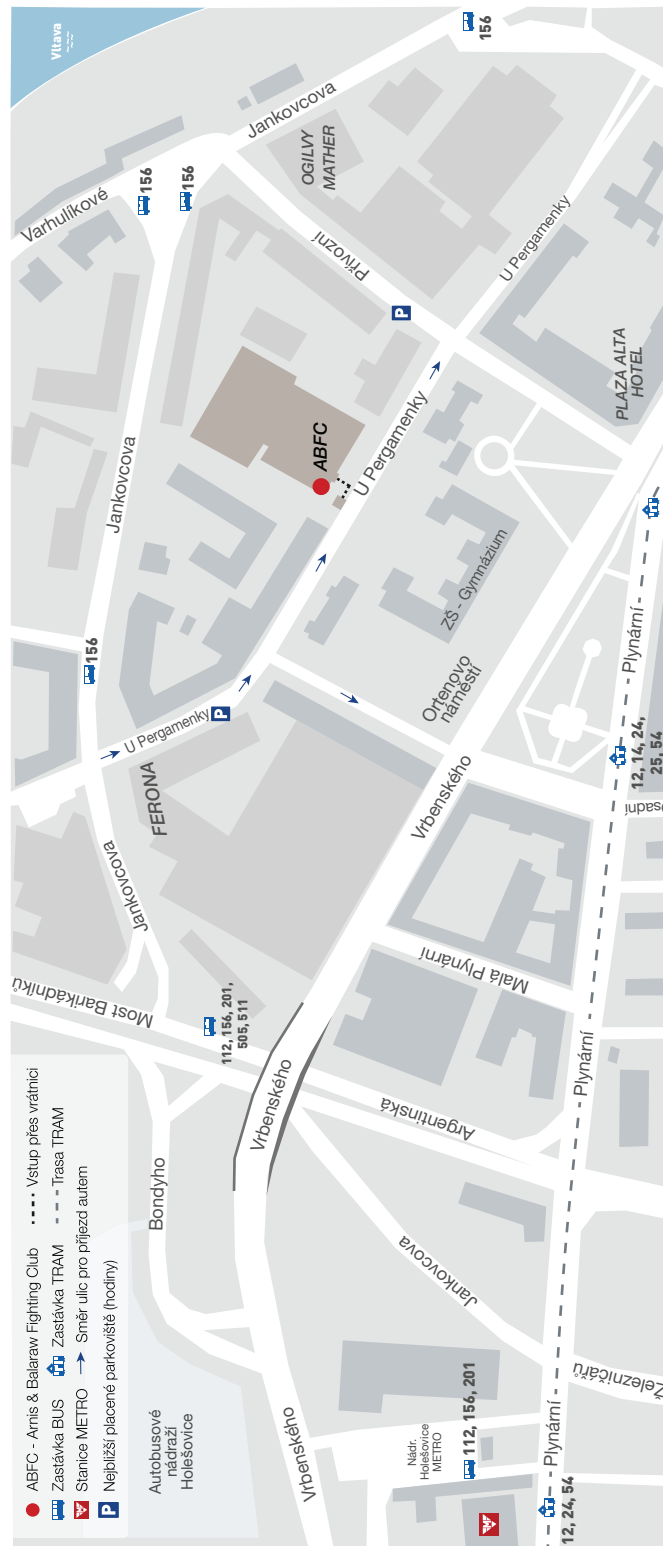 ABFC - Arnis & Balaraw Fighting Club
Vstup přes vrátnici
Zastávka BUS
Zastávka TRAM
Trasa TRAM
Stanice METRO
Směr ulic pro příjezd autem
P
Nejbližší placené parkoviště (hodiny)
Vltava
156
Jankovcova
OGILVY
MATHER
Varhulíkové
156
156
Přívozní
U Pergamenky
P
PLAZA ALTA
HOTEL
ABFC
U Pergamenky
Jankovcova
ZŠ - Gymnázium
156
Ortenovo
náměstí
Plynární
U Pergamenky
P
12, 14, 24,
25, 54
FERONA
Vrbenského
Jankovcova
Malá Plynární
Most Barikádníků
112, 156, 201,
505, 511
Plynární
Vrbenského
Argentinská
Bondyho
Jankovcova
Železničářů
Autobusové
nádraží
Holešovice
Vrbenského
Nádr.
Holešovice
METRO
112, 156, 201
Plynární
12, 24, 54